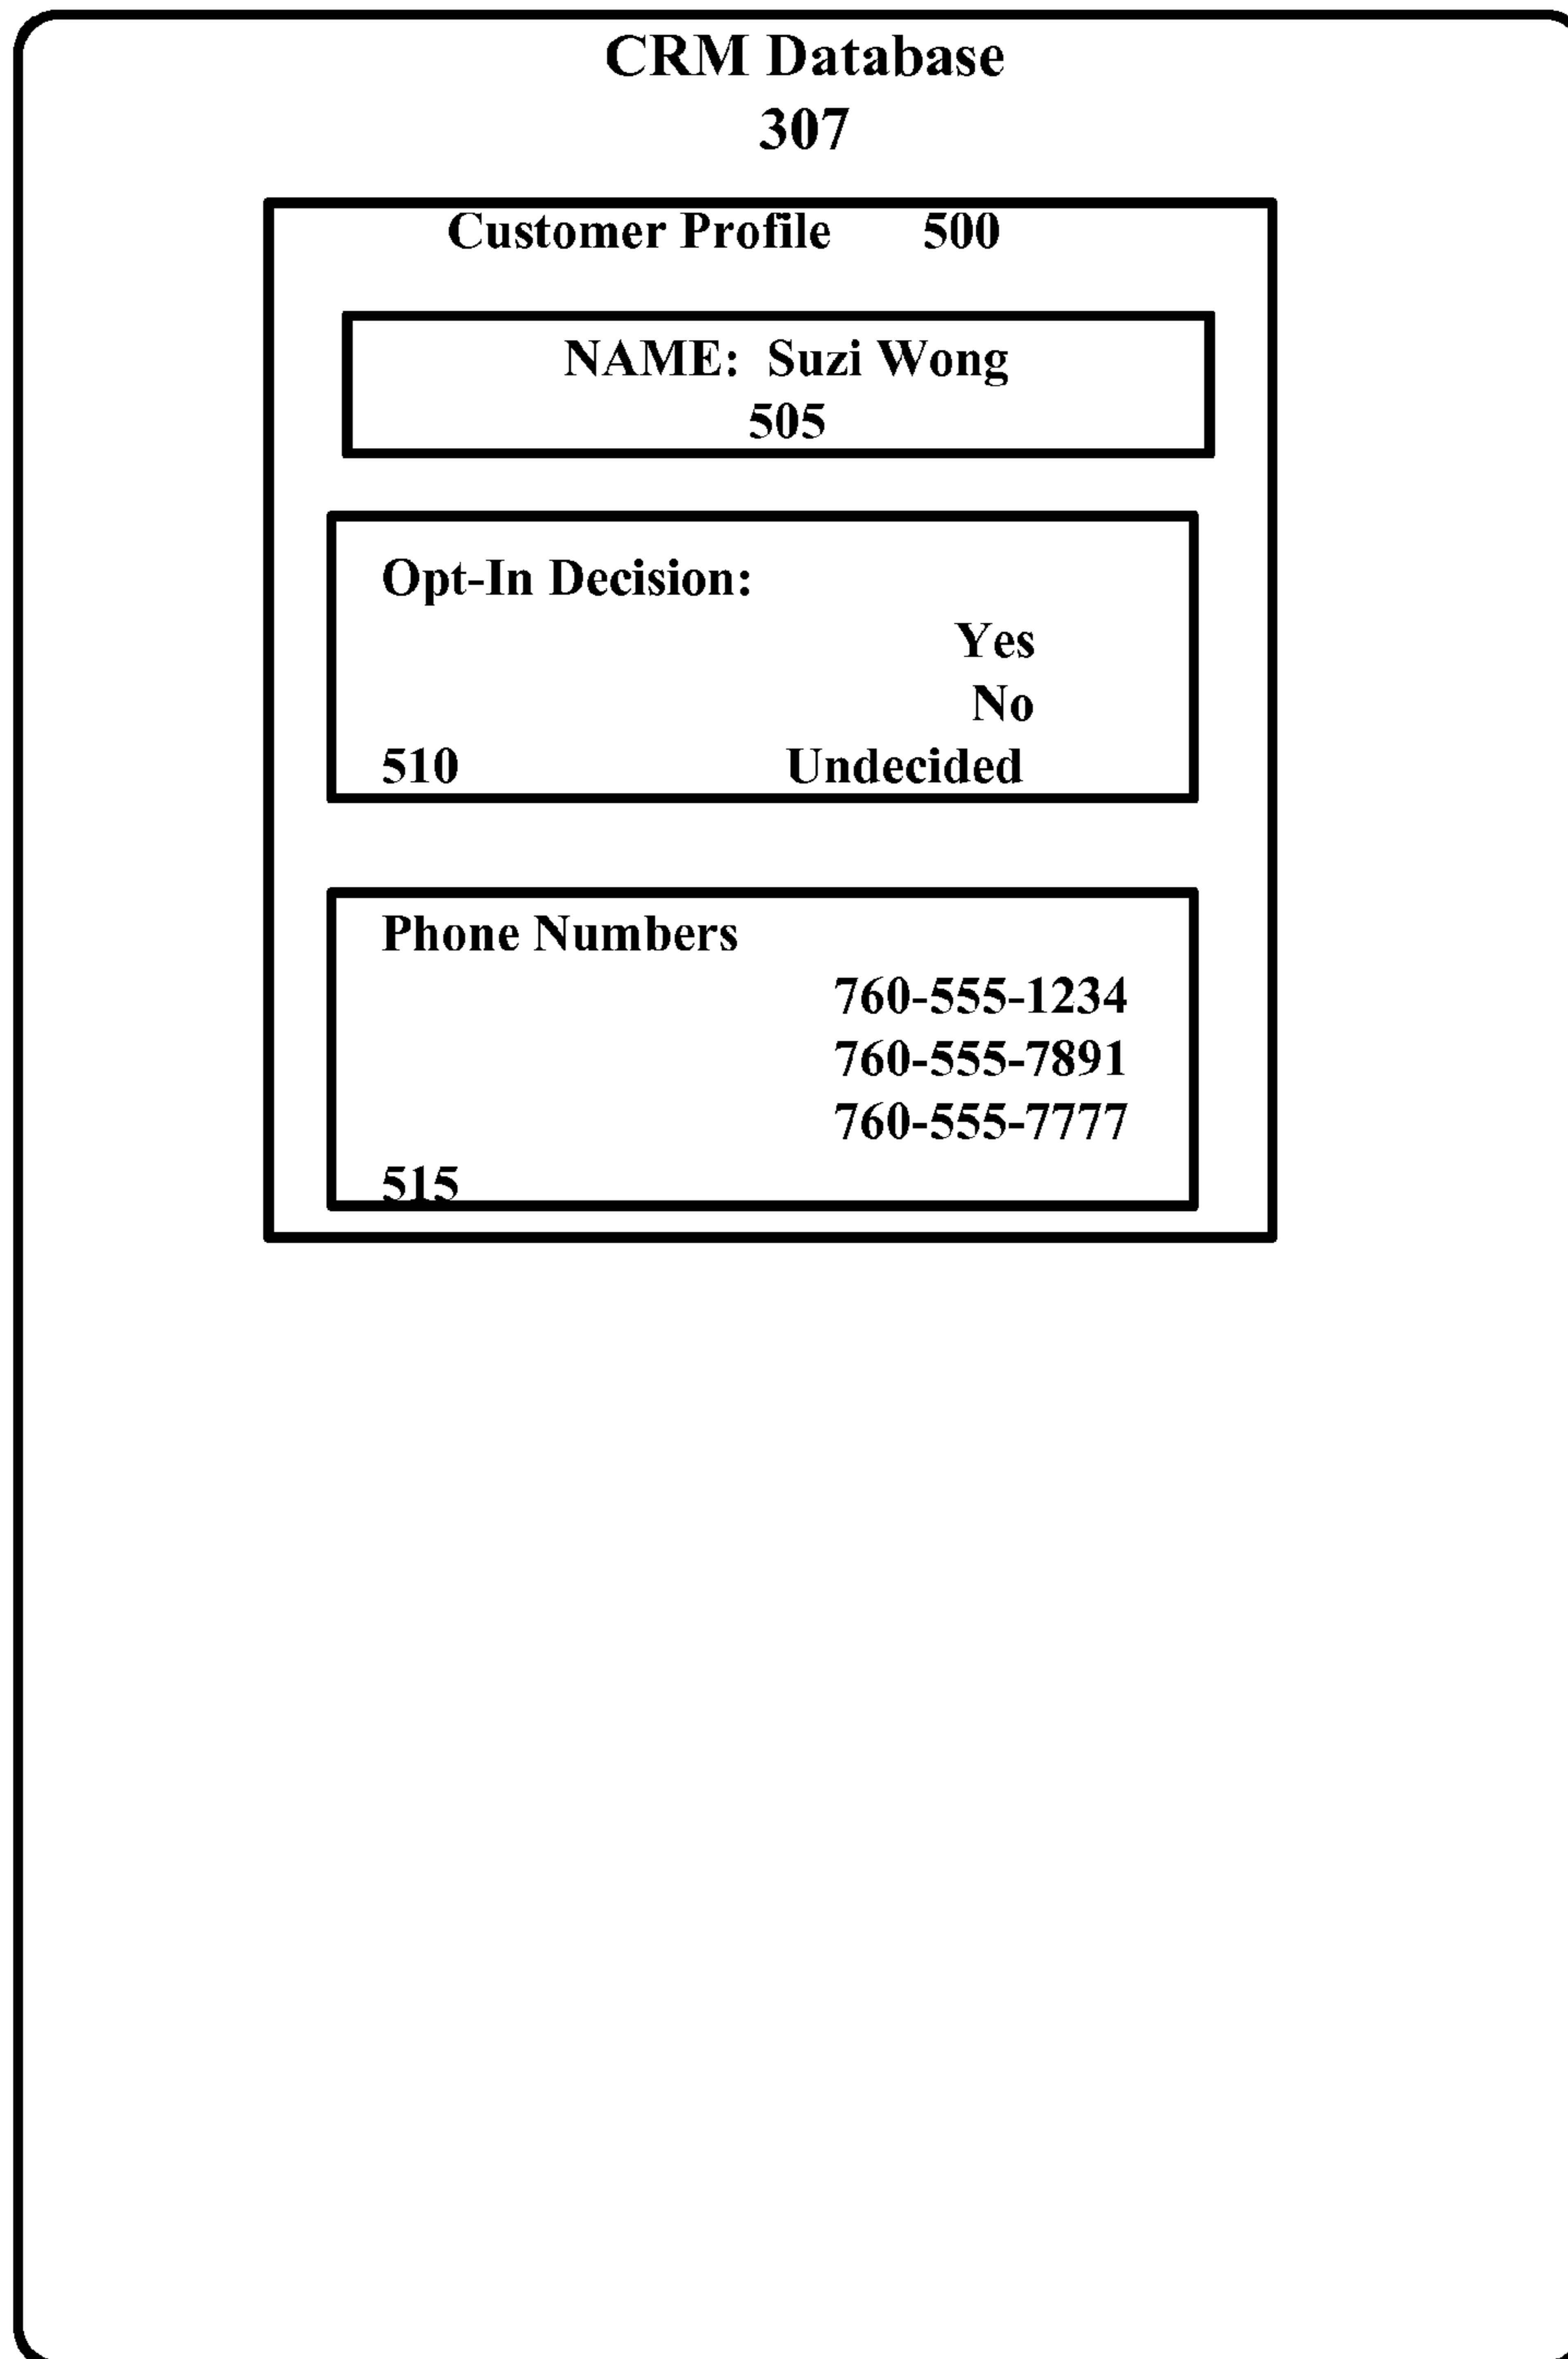 CRM Database
307
Customer Profile 500
NAME: Suzi Wong
505
Opt-In Decision:
Yes
No
510 Undecided
Phone Numbers
760-555-1234
760-555-7891
760-555-7777
515